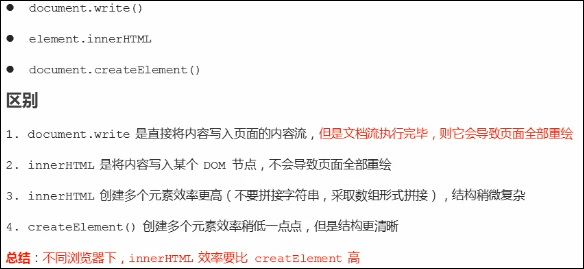 ● document.write()
● element.innerHTML
● document.createElement()
区别
1. document.write 是直接将内容写入页面的内容流，但是文档流执行完毕，则它会导致页面全部重绘
2. innerHTML 是将内容写入某个 DOM 节点，不会导致页面全部重绘
3. innerHTML 创建多个元素效率更高（不要拼接字符串，采取数组形式拼接），结构稍微复杂
4. createElement() 创建多个元素效率稍低一点点，但是结构更清晰
总结：不同浏览器下，innerHTML 效率要比 creatElement 高